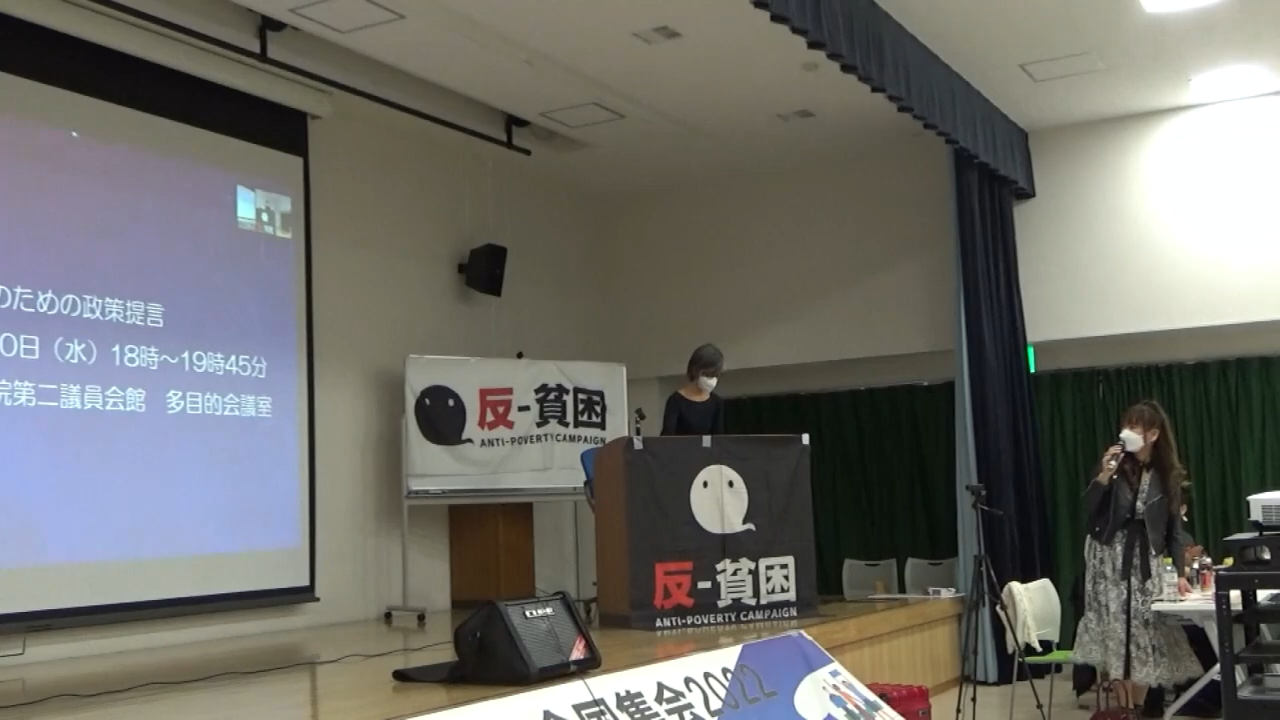 のための政策提言
0日（水）18時～19時45分
院第二議員会館　多目的会議室
反-貧困
ANTI-POVERTY CAMPAIGN
反-貧困
ANTI-POVERTY CAMPAIGN
全国集会2022